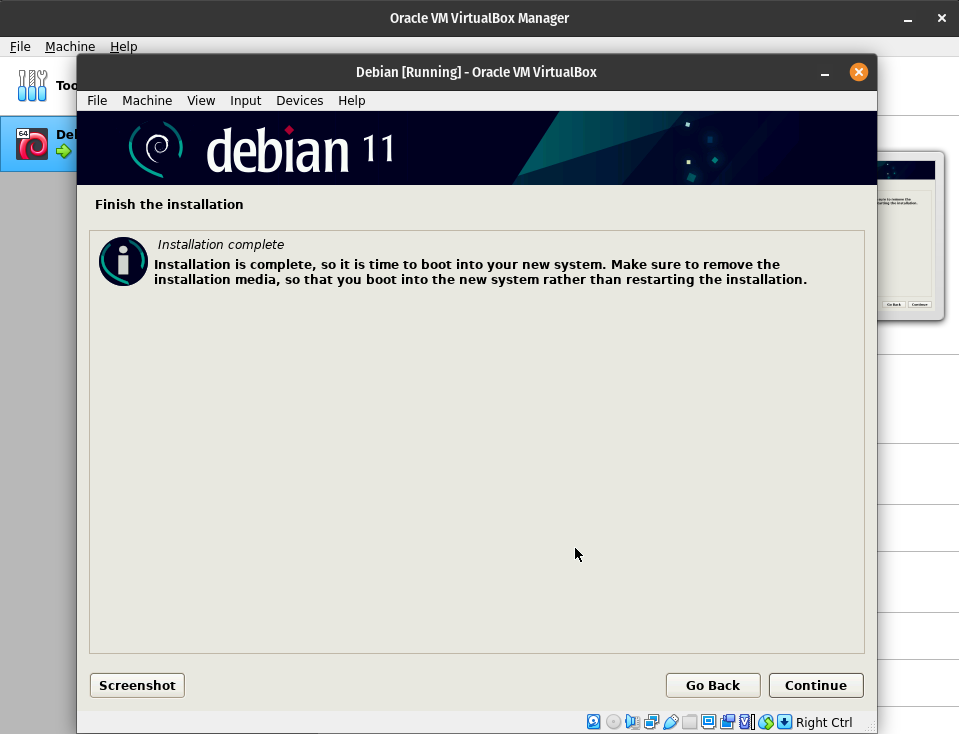 Oracle VM VirtualBox Manager
File Machine Help
Debian [Running] - Oracle VM VirtualBox
File Machine View Input Devices Help
64
debian 11
Finish the installation
Installation complete
Installation is complete, so it is time to boot into your new system. Make sure to remove the
installation media, so that you boot into the new system rather than restarting the installation.
Screenshot Go Back Continue
Go Back Continue
Right Ctrl